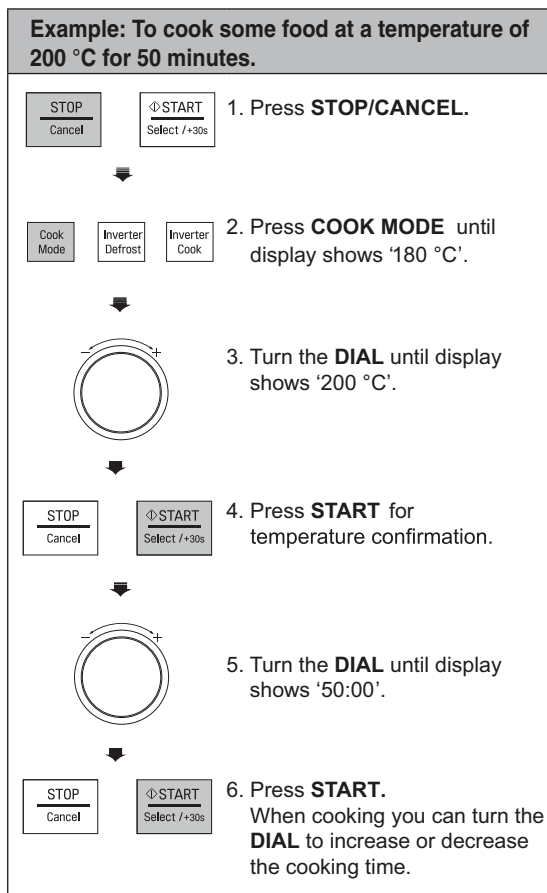 Example: To cook some food at a temperature of
200 °C for 50 minutes.
STOP
Cancel
START
Select /+30s
1. Press STOP/CANCEL.
Cook
Mode
Inverter
Defrost
Inverter
Cook
2. Press COOK MODE until
display shows ‘180 °C’.
- +
3. Turn the DIAL until display
shows ‘200 °C’.
STOP
Cancel
START
Select /+30s
4. Press START for
temperature confirmation.
- +
5. Turn the DIAL until display
shows ‘50:00’.
STOP
Cancel
START
Select /+30s
6. Press START.
When cooking you can turn the
DIAL to increase or decrease
the cooking time.